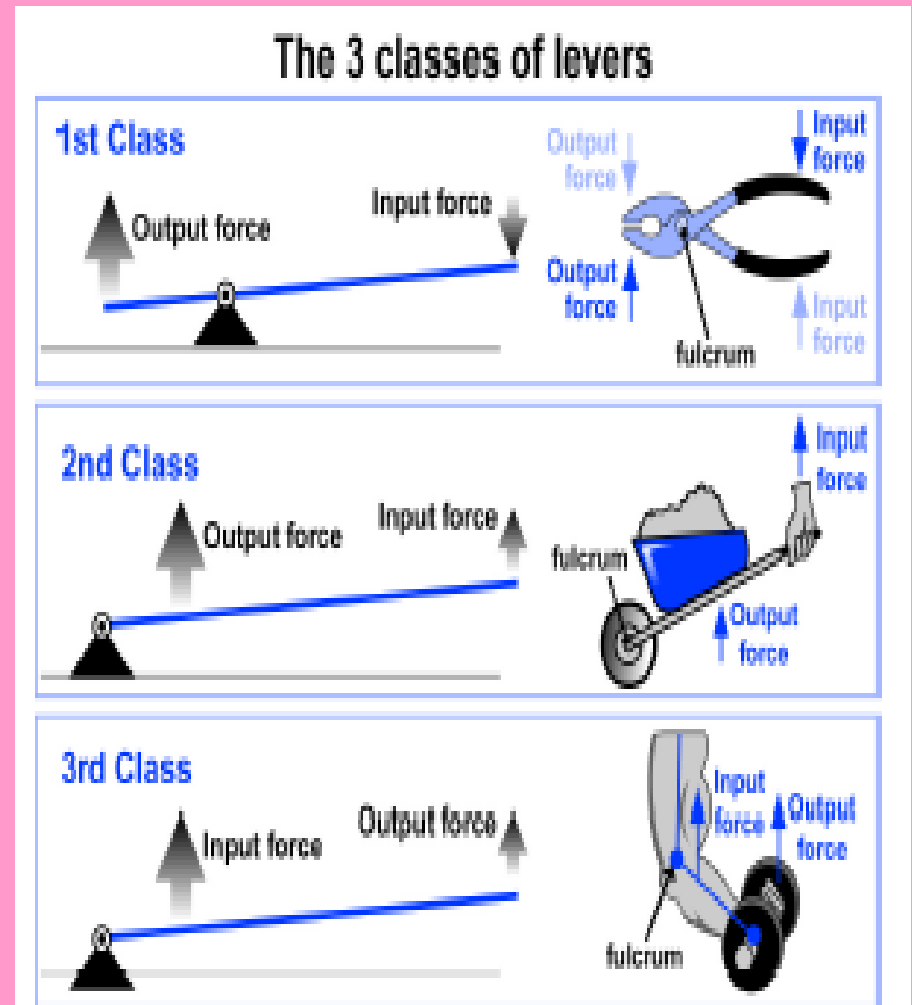 The 3 classes of levers
1st Class
Output force
Input force
Output
force
Input
force
Output
force
Input
force
fulcrum
2nd Class
Output force
Input force
Input
force
fulcrum
Output
force
3rd Class
Input force
Output force
Input
force
Output
force
fulcrum